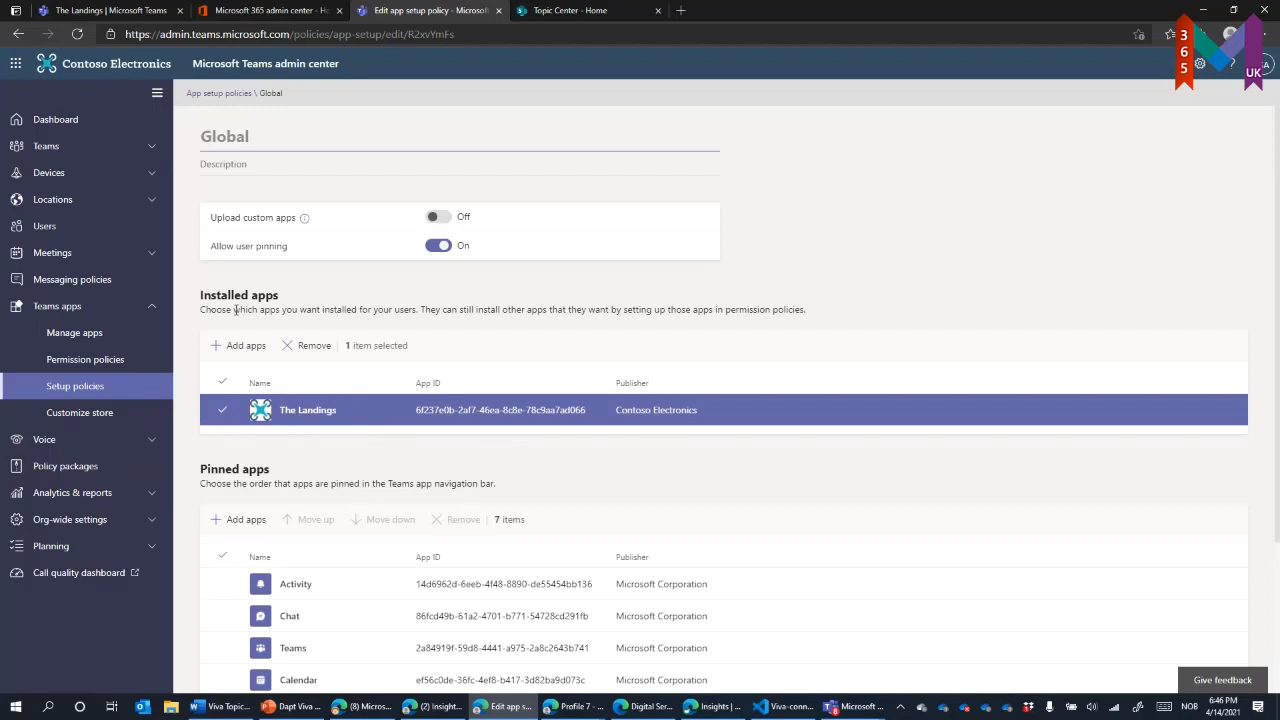 The Landings | Microsoft Teams
Microsoft 365 admin center - Ho
Edit app setup policy - Microsoft
Topic Center - Home
https://admin.teams.microsoft.com/policies/app-setup/edit/R2xvYmFs
3
6
5
UK
Contoso Electronics
Microsoft Teams admin center
App setup policies \ Global
Dashboard
Teams
Devices
Locations
Users
Meetings
Messaging policies
Teams apps
Manage apps
Permission policies
Setup policies
Customize store
Voice
Policy packages
Analytics & reports
Org-wide settings
Planning
Call quality dashboard
Global
Description
Upload custom apps Off
Allow user pinning On
Installed apps
Choose which apps you want installed for your users. They can still install other apps that they want by setting up those apps in permission policies.
+ Add apps × Remove | 1 item selected
Name App ID Publisher
The Landings 6f237e0b-2af7-46ea-8c8e-78c9aa7ad066 Contoso Electronics
Pinned apps
Choose the order that apps are pinned in the Teams app navigation bar.
+ Add apps ↑ Move up ↓ Move down × Remove | 7 items
Name App ID Publisher
Activity 14d6962d-6eeb-4f48-8890-de55454bb136 Microsoft Corporation
Chat 86fcd49b-61a2-4701-b771-54728cd291fb Microsoft Corporation
Teams 2a84919f-59d8-4441-a975-2a8c2643b741 Microsoft Corporation
Calendar ef56c0de-36fc-4ef8-b417-3d82ba9d073c Microsoft Corporation
Give feedback
Viva Topic...
Dapt Viva ...
(8) Micros...
(2) Insight...
Edit app s...
Profile 7 - ...
Digital Ser...
Insights | ...
Viva-conn...
Microsoft ...
NOB
6:46 PM
4/14/2021